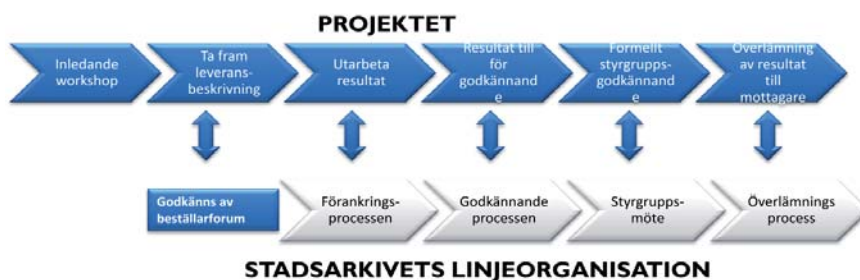 PROJEKTET
Inledande
workshop
Ta fram
leverans-
beskrivning
Utarbeta
resultat
Resultat till
för
godkännand
e
Formellt
styrgrupps-
godkännand
e
Överlämning
av resultat
till
mottagare
Godkänns av
beställarforum
Förankrings-
processen
Godkännande
processen
Styrgrupps-
möte
Överlämnings
process
STADSARKIVETS LINJEORGANISATION